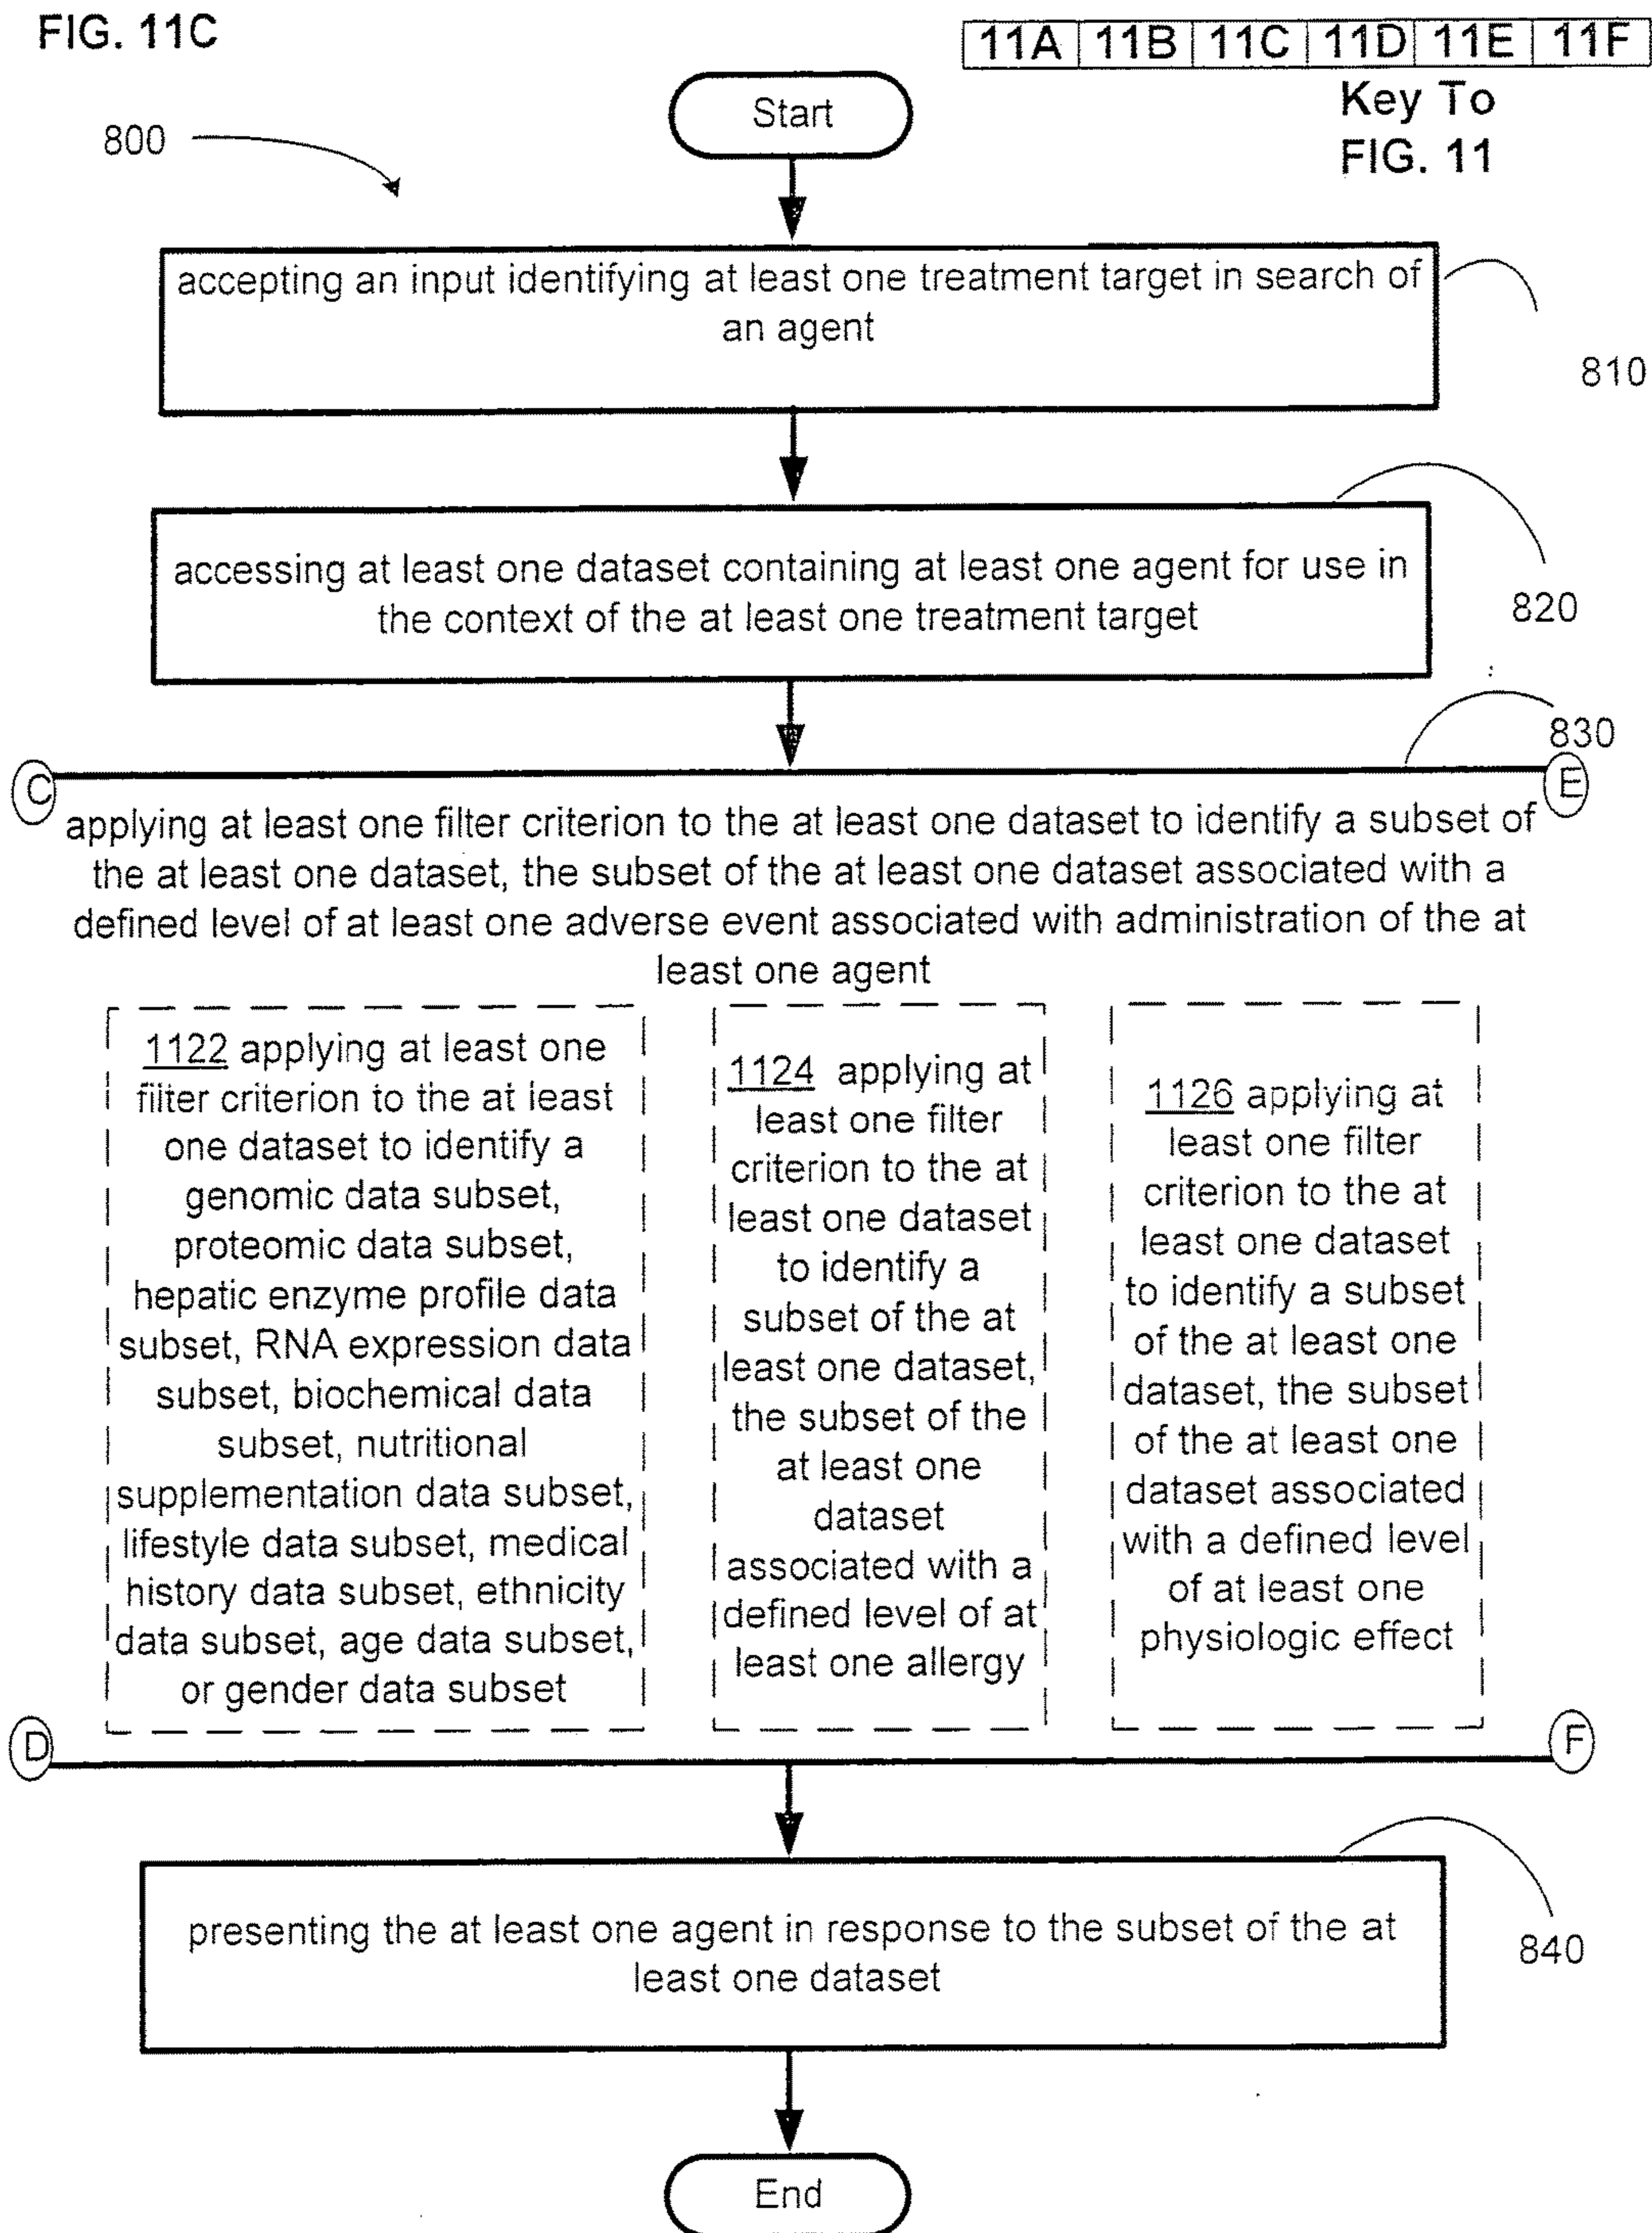 FIG. 11C
11A 11B 11C 11D 11E 11F
Key To
FIG. 11
Start
800
accepting an input identifying at least one treatment target in search of
an agent
810
accessing at least one dataset containing at least one agent for use in
the context of the at least one treatment target
820
830
C
E
applying at least one filter criterion to the at least one dataset to identify a subset of
the at least one dataset, the subset of the at least one dataset associated with a
defined level of at least one adverse event associated with administration of the at
least one agent
1122 applying at least one
filter criterion to the at least
one dataset to identify a
genomic data subset,
proteomic data subset,
hepatic enzyme profile data
subset, RNA expression data
subset, biochemical data
subset, nutritional
supplementation data subset,
lifestyle data subset, medical
history data subset, ethnicity
data subset, age data subset,
or gender data subset
1124 applying at
least one filter
criterion to the at
least one dataset
to identify a
subset of the at
least one dataset,
the subset of the
at least one
dataset
associated with a
defined level of at
least one allergy
1126 applying at
least one filter
criterion to the at
least one dataset
to identify a subset
of the at least one
dataset, the subset
of the at least one
dataset associated
with a defined level
of at least one
physiologic effect
D
F
presenting the at least one agent in response to the subset of the at
least one dataset
840
End